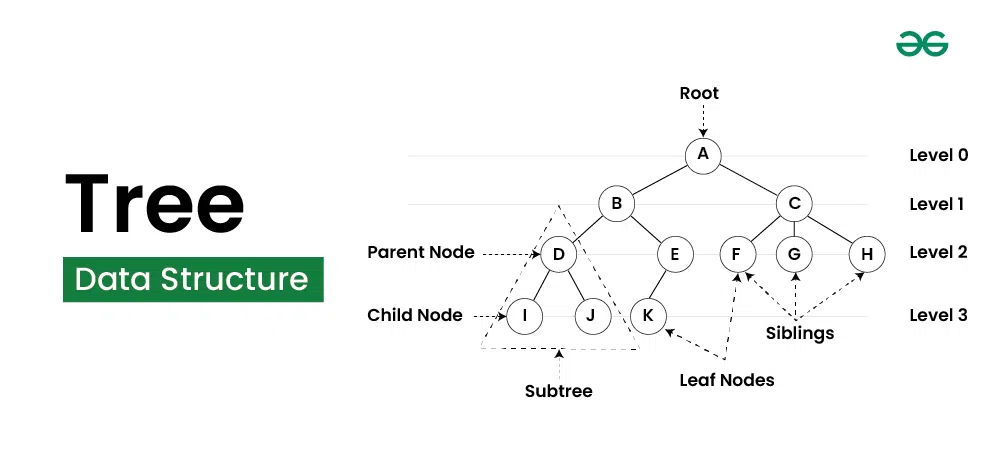 Tree
Data Structure
Root
A
Level 0
B
C
Level 1
Parent Node
D
E
F
G
H
Level 2
Child Node
I
J
K
Level 3
Siblings
Leaf Nodes
Subtree